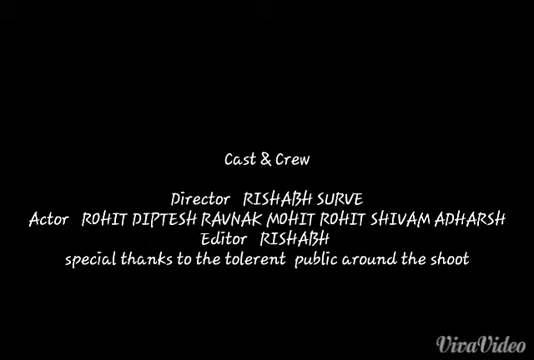 Cast & Crew
Director RISHABH SURVE
Actor ROHIT DIPTESH RAVNAK MOHIT ROHIT SHIVAM ADHARSH
Editor RISHABH
special thanks to the tolerent public around the shoot
VivaVideo